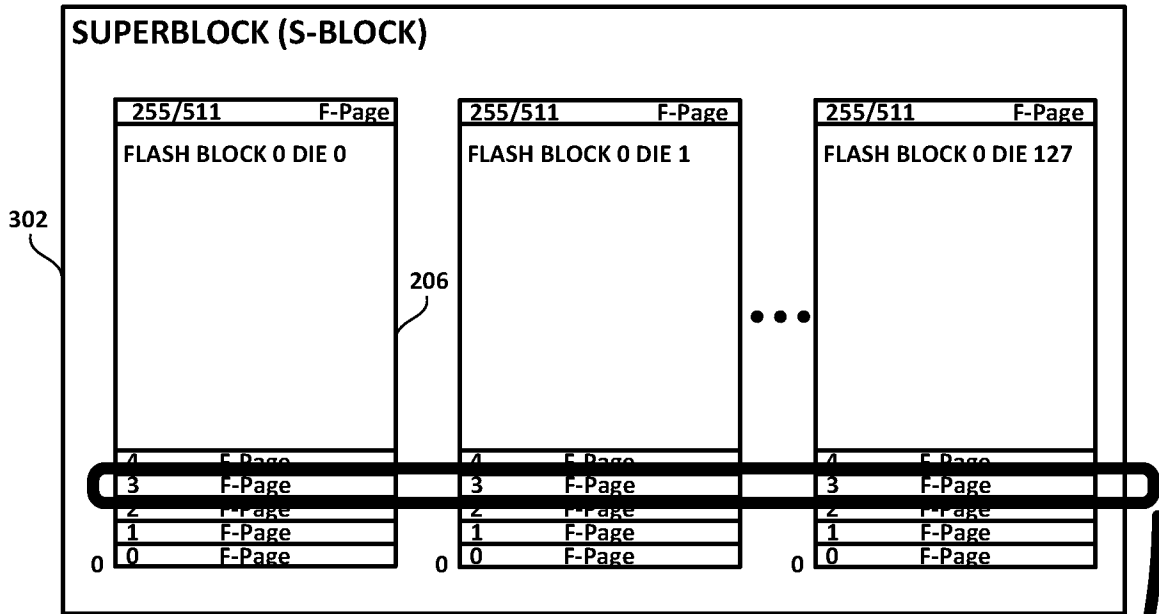 SUPERBLOCK (S-BLOCK)
255/511 F-Page 255/511 F-Page 255/511 F-Page
FLASH BLOCK 0 DIE 0 FLASH BLOCK 0 DIE 1 FLASH BLOCK 0 DIE 127
302
206
4 F-Page 4 F-Page 4 F-Page
3 F-Page 3 F-Page 3 F-Page
2 F-Page 2 F-Page 2 F-Page
1 F-Page 1 F-Page 1 F-Page
0 0 F-Page 0 0 F-Page 0 0 F-Page